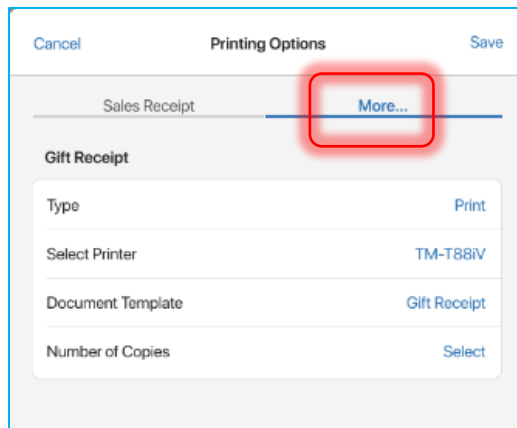 Cancel Printing Options Save
Sales Receipt More...
Gift Receipt
Type Print
Select Printer TM-T88iV
Document Template Gift Receipt
Number of Copies Select